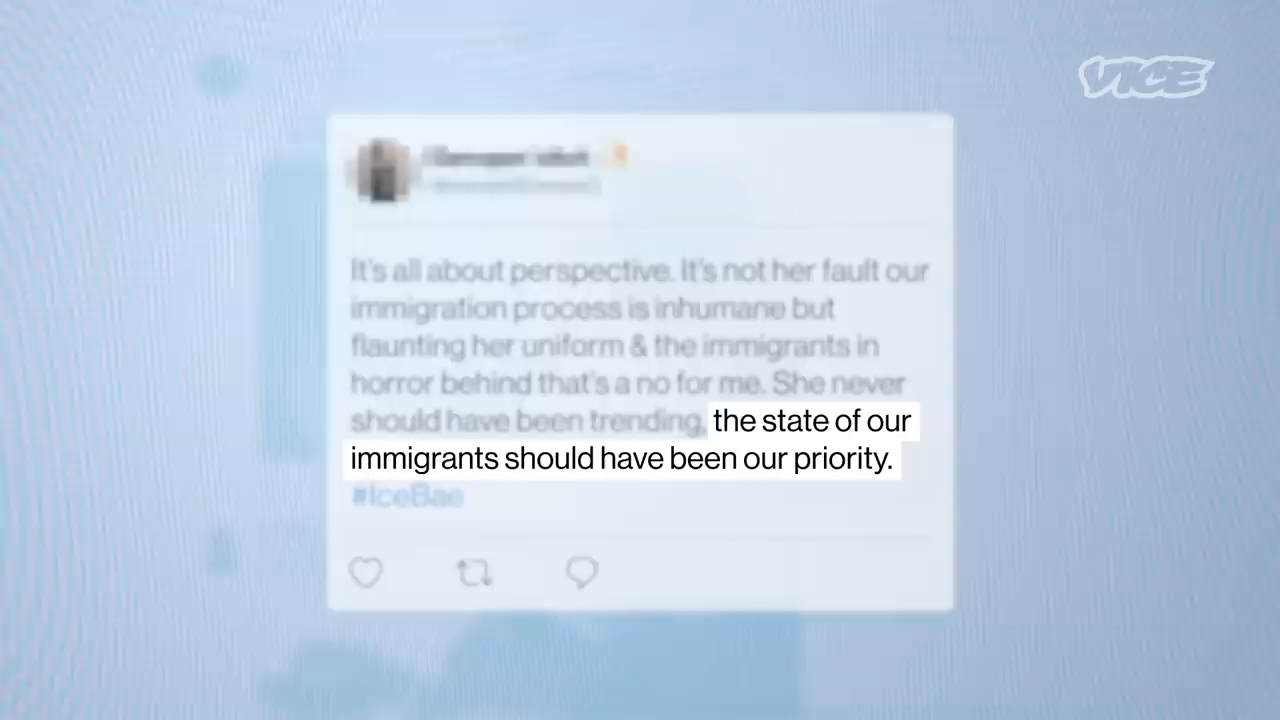 VICE
It's all about perspective. It's not her fault our
immigration process is inhumane but
flaunting her uniform & the immigrants in
horror behind that's a no for me. She never
should have been trending, the state of our
immigrants should have been our priority.
#IceBae